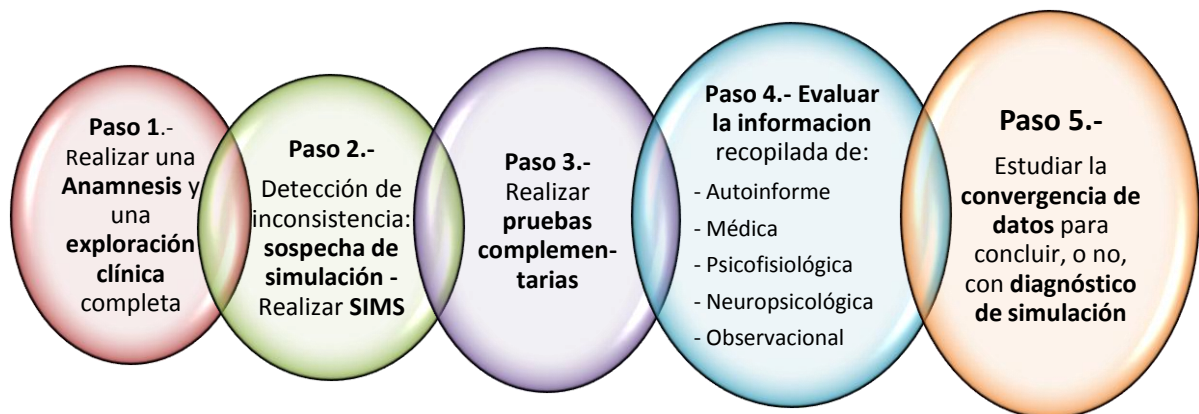 Paso 1.-
Realizar una
Anamnesis y
una
exploración
clínica
completa
Paso 2.-
Detección de
inconsistencia:
sospecha de
simulación -
Realizar SIMS
Paso 3.-
Realizar
pruebas
complemen-
tarias
Paso 4.- Evaluar
la informacion
recopilada de:
- Autoinforme
- Médica
- Psicofisiológica
- Neuropsicológica
- Observacional
Paso 5.-
Estudiar la
convergencia de
datos para
concluir, o no,
con diagnóstico
de simulación